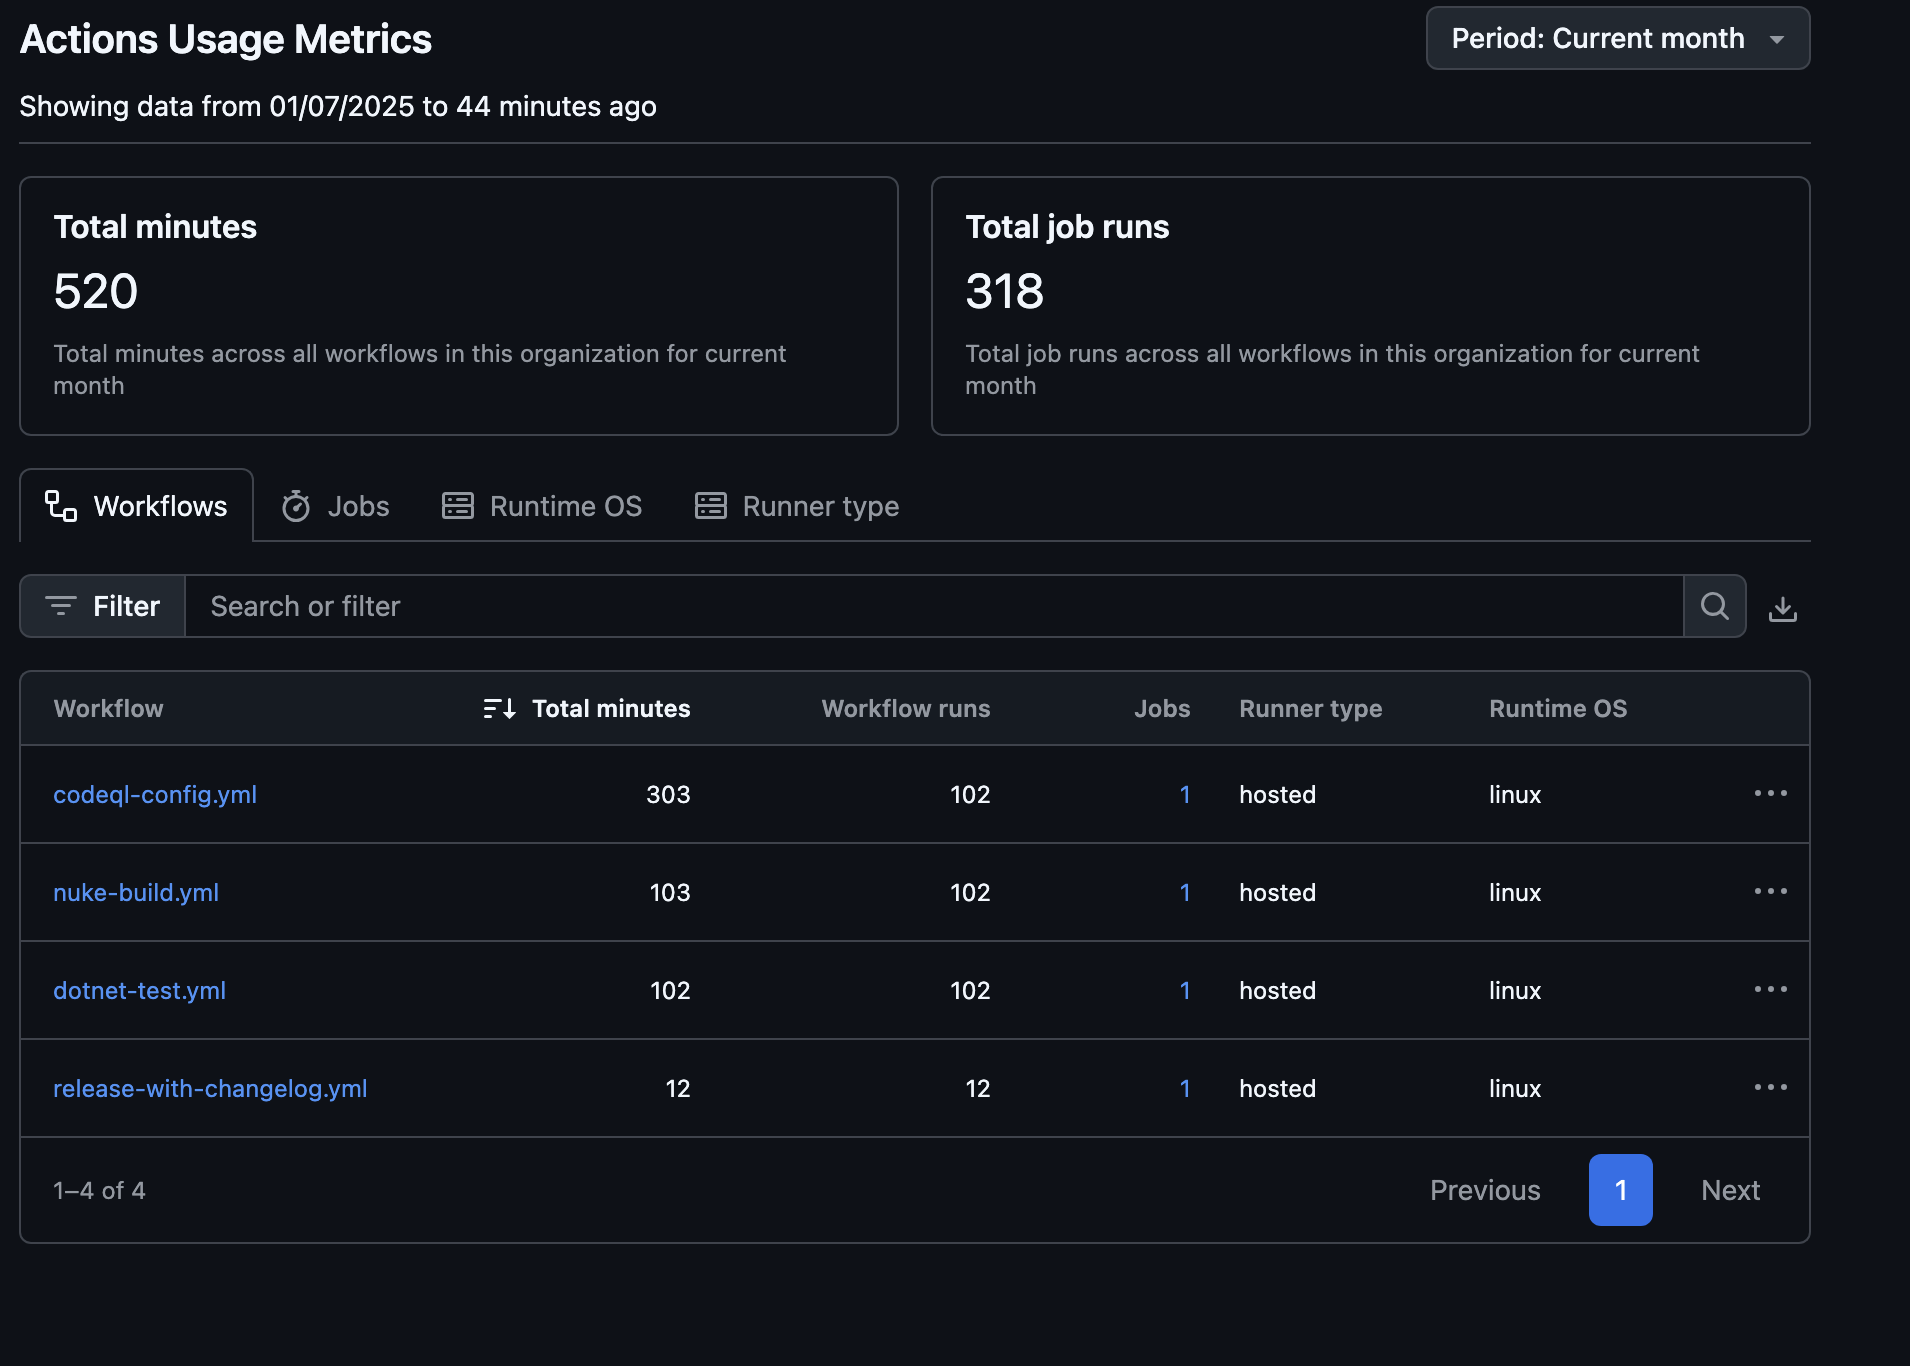 Actions Usage Metrics
Period: Current month
Showing data from 01/07/2025 to 44 minutes ago
Total minutes
520
Total minutes across all workflows in this organization for current
month
Total job runs
318
Total job runs across all workflows in this organization for current
month
Workflows Jobs Runtime OS Runner type
Filter Search or filter
Workflow Total minutes Workflow runs Jobs Runner type Runtime OS
codeql-config.yml 303 102 1 hosted linux
nuke-build.yml 103 102 1 hosted linux
dotnet-test.yml 102 102 1 hosted linux
release-with-changelog.yml 12 12 1 hosted linux
1–4 of 4 Previous 1 Next